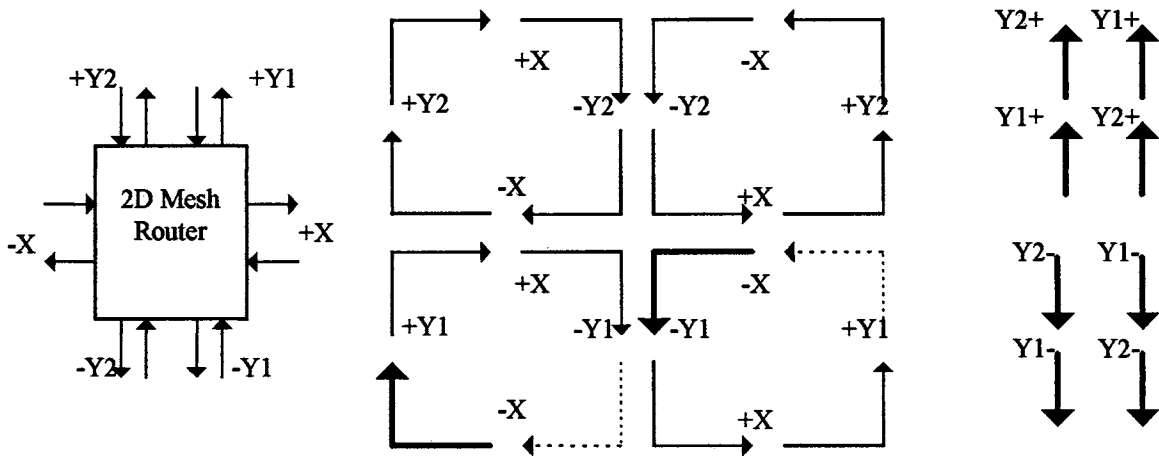 +Y2
+Y1
2D Mesh
Router
-X
+X
-Y2
-Y1
+X
+Y2
-Y2
-X
-X
-Y2
+Y2
+X
+X
+Y1
-Y1
-X
-X
-Y1
+Y1
+X
Y2+
Y1+
Y1+
Y2+
Y2-
Y1-
Y1-
Y2-